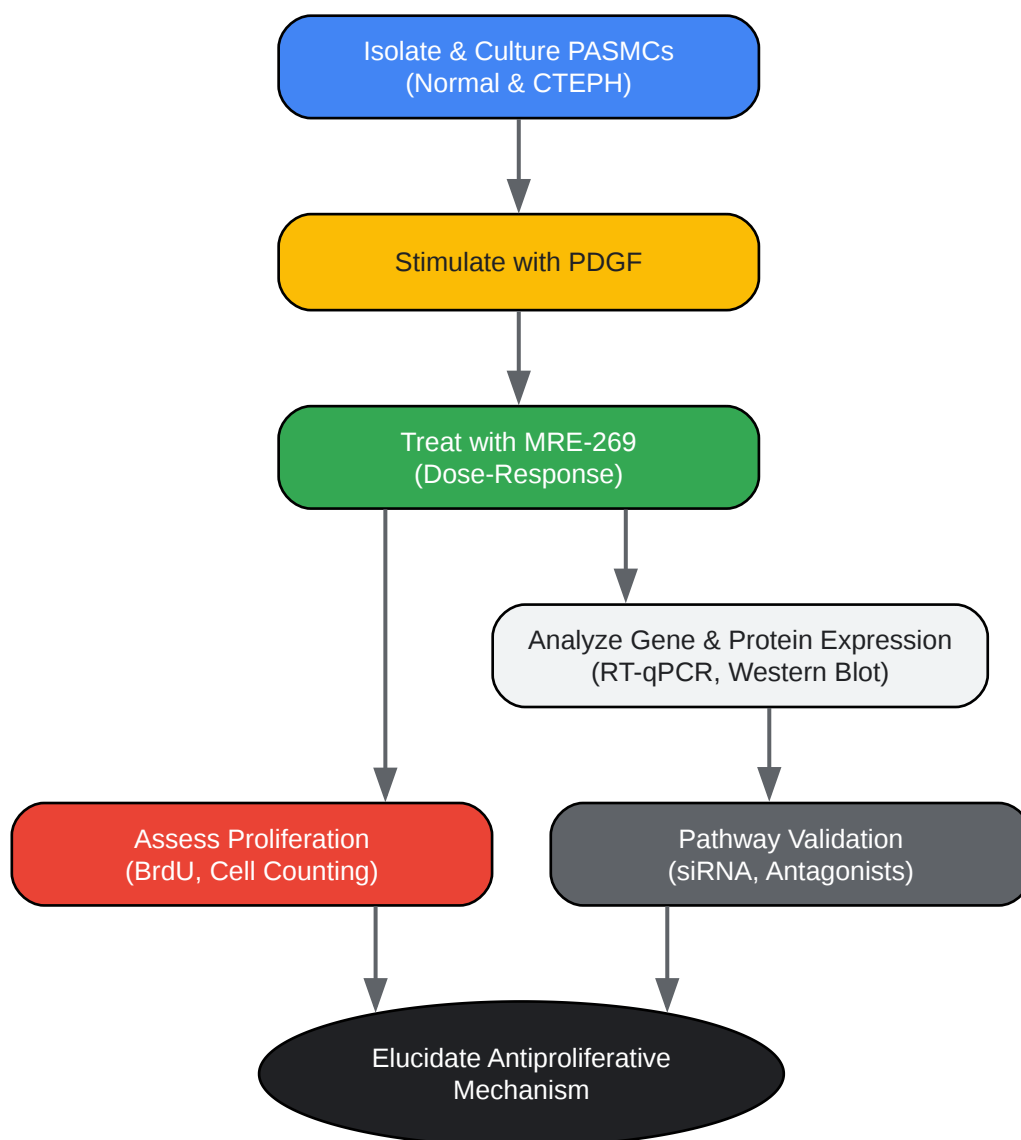 Isolate & Culture PASMCs
(Normal & CTEPH)
Stimulate with PDGF
Treat with MRE-269
(Dose-Response)
Analyze Gene & Protein Expression
(RT-qPCR, Western Blot)
Assess Proliferation
(BrdU, Cell Counting)
Pathway Validation
(siRNA, Antagonists)
Elucidate Antiproliferative
Mechanism